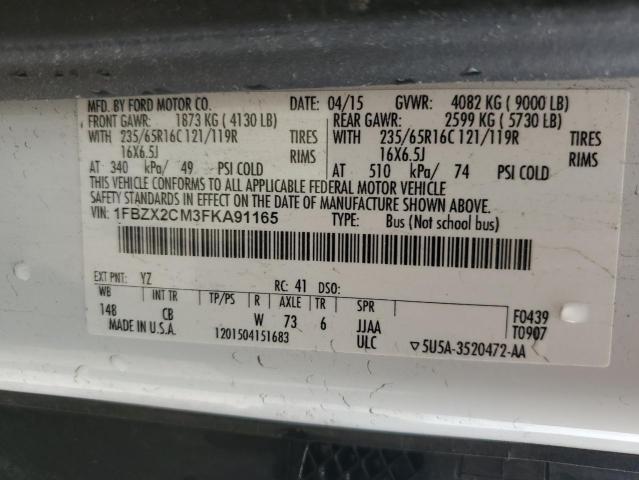 MFD. BY FORD MOTOR CO. DATE: 04/15 GVWR: 4082 KG ( 9000 LB)
FRONT GAWR: 1873 KG ( 4130 LB) REAR GAWR: 2599 KG ( 5730 LB)
WITH 235/65R16C 121/119R TIRES WITH 235/65R16C 121/119R TIRES
16X6.5J RIMS 16X6.5J RIMS
AT 340 kPa/ 49 PSI COLD AT 510 kPa/ 74 PSI COLD
THIS VEHICLE CONFORMS TO ALL APPLICABLE FEDERAL MOTOR VEHICLE
SAFETY STANDARDS IN EFFECT ON THE DATE OF MANUFACTURE SHOWN ABOVE.
VIN: 1FBZX2CM3FKA91165 TYPE: Bus (Not school bus)
EXT PNT: YZ RC: 41 DSO:
WB INT TR TP/PS R AXLE TR SPR
148 CB W 73 6 JJAA F0439
MADE IN U.S.A. 1201504151683 ULC T0907
▽5U5A-3520472-AA